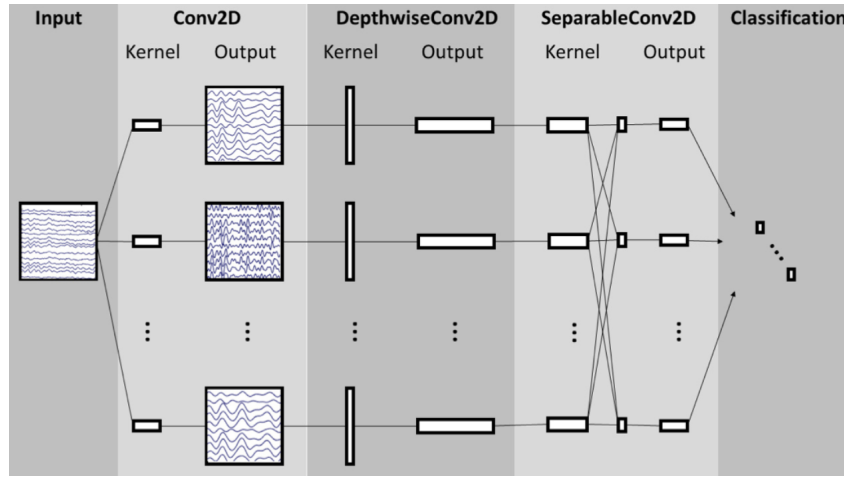 Input Conv2D DepthwiseConv2D SeparableConv2D Classification
Kernel Output Kernel Output Kernel Output